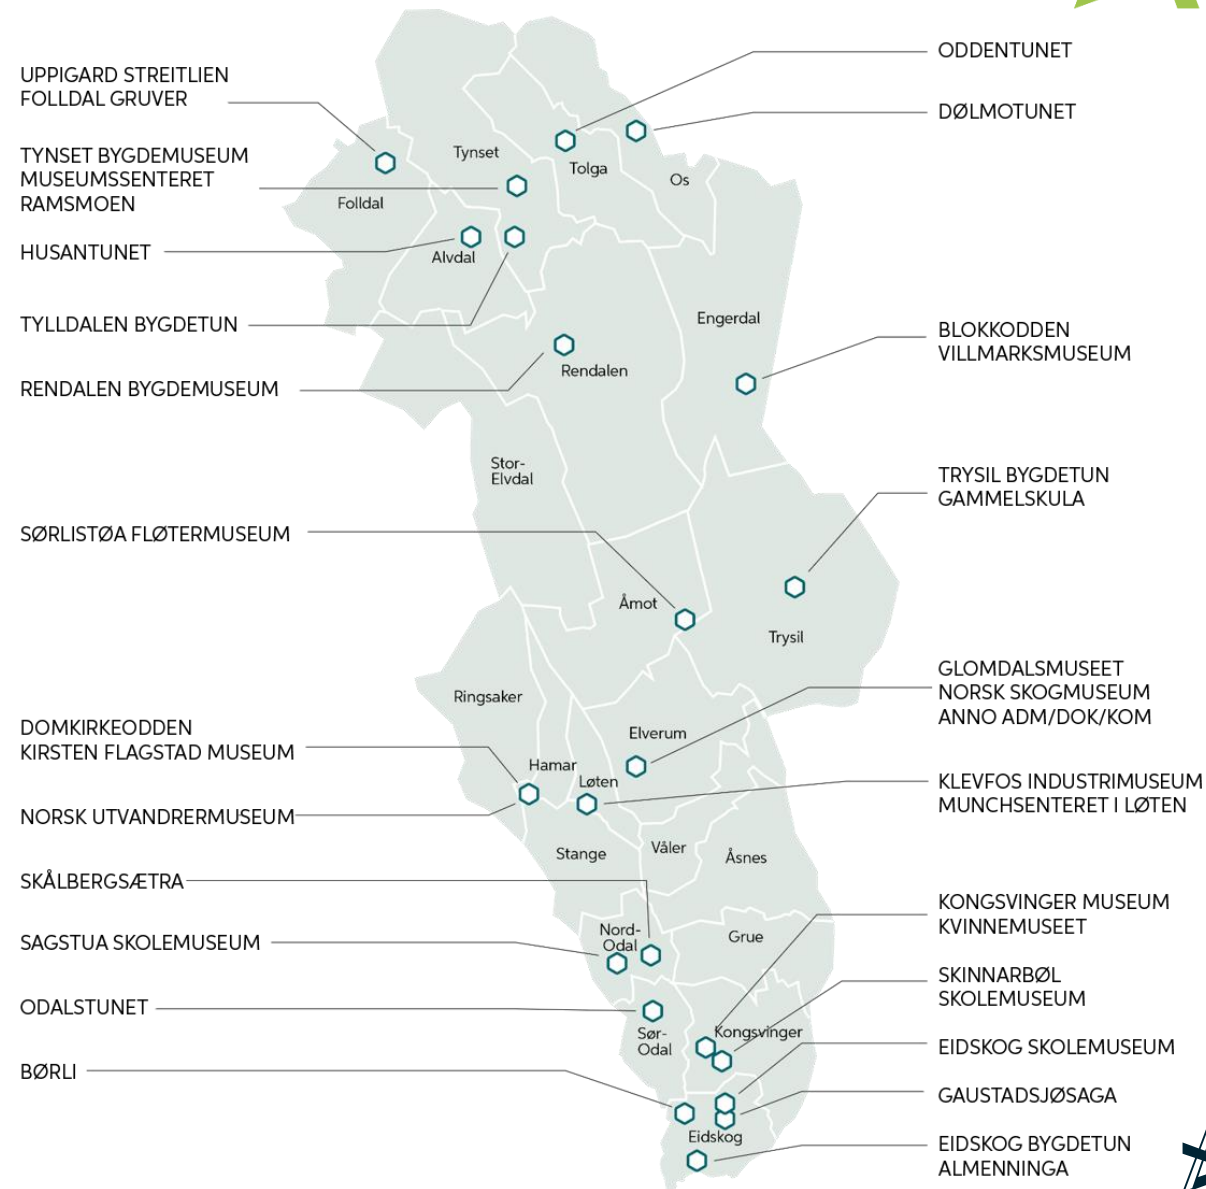 UPPIGARD STREITLIEN
FOLLDAL GRUVER
TYNSET BYGDEMUSEUM
MUSEUMSSENTERET
RAMSMOEN
HUSANTUNET
TYLLDALEN BYGDETUN
RENDALEN BYGDEMUSEUM
SØRLISTØA FLØTERMUSEUM
DOMKIRKEODDEN
KIRSTEN FLAGSTAD MUSEUM
NORSK UTVANDRERMUSEUM
SKÅLBERGSÆTRA
SAGSTUA SKOLEMUSEUM
ODALSTUNET
BØRLI
Tynset
Tolga
Os
Folldal
Alvdal
Engerdal
Rendalen
Stor-
Elvdal
Åmot
Trysil
Ringsaker
Elverum
Hamar
Løten
Stange
Våler
Åsnes
Nord-
Odal
Grue
Sør-
Odal
Kongsvinger
Eidskog
ODDENTUNET
DØLMOTUNET
BLOKKODDEN
VILLMARKSMUSEUM
TRYSIL BYGDETUN
GAMMELSKULA
GLOMDALSMUSEET
NORSK SKOGMUSEUM
ANNO ADM/DOK/KOM
KLEVFOS INDUSTRIMUSEUM
MUNCHSENTERET I LØTEN
KONGSVINGER MUSEUM
KVINNEMUSEET
SKINNARBØL
SKOLEMUSEUM
EIDSKOG SKOLEMUSEUM
GAUSTADSJØSAGA
EIDSKOG BYGDETUN
ALMENNINGA